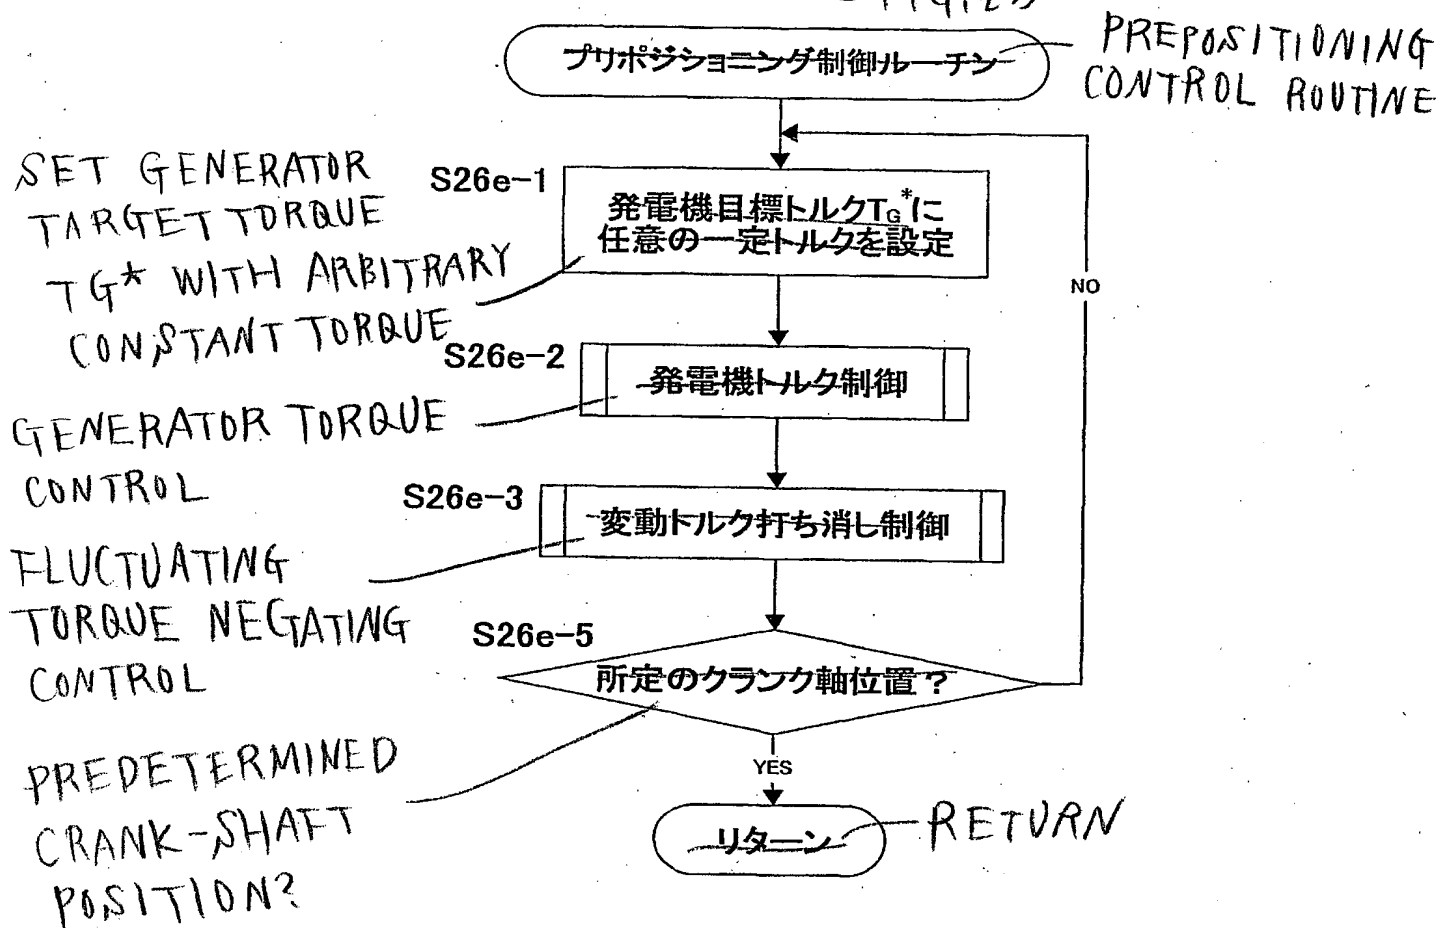 プリポジショニング制御ルーチン
PREPOSITIONING
CONTROL ROUTINE
SET GENERATOR
TARGET TORQUE
TG* WITH ARBITRARY
CONSTANT TORQUE
S26e-1
発電機目標トルクTG*に
任意の一定トルクを設定
NO
S26e-2
発電機トルク制御
GENERATOR TORQUE
CONTROL
S26e-3
変動トルク打ち消し制御
FLUCTUATING
TORQUE NEGATING
CONTROL
S26e-5
所定のクランク軸位置?
PREDETERMINED
CRANK-SHAFT
POSITION?
YES
リターン
RETURN